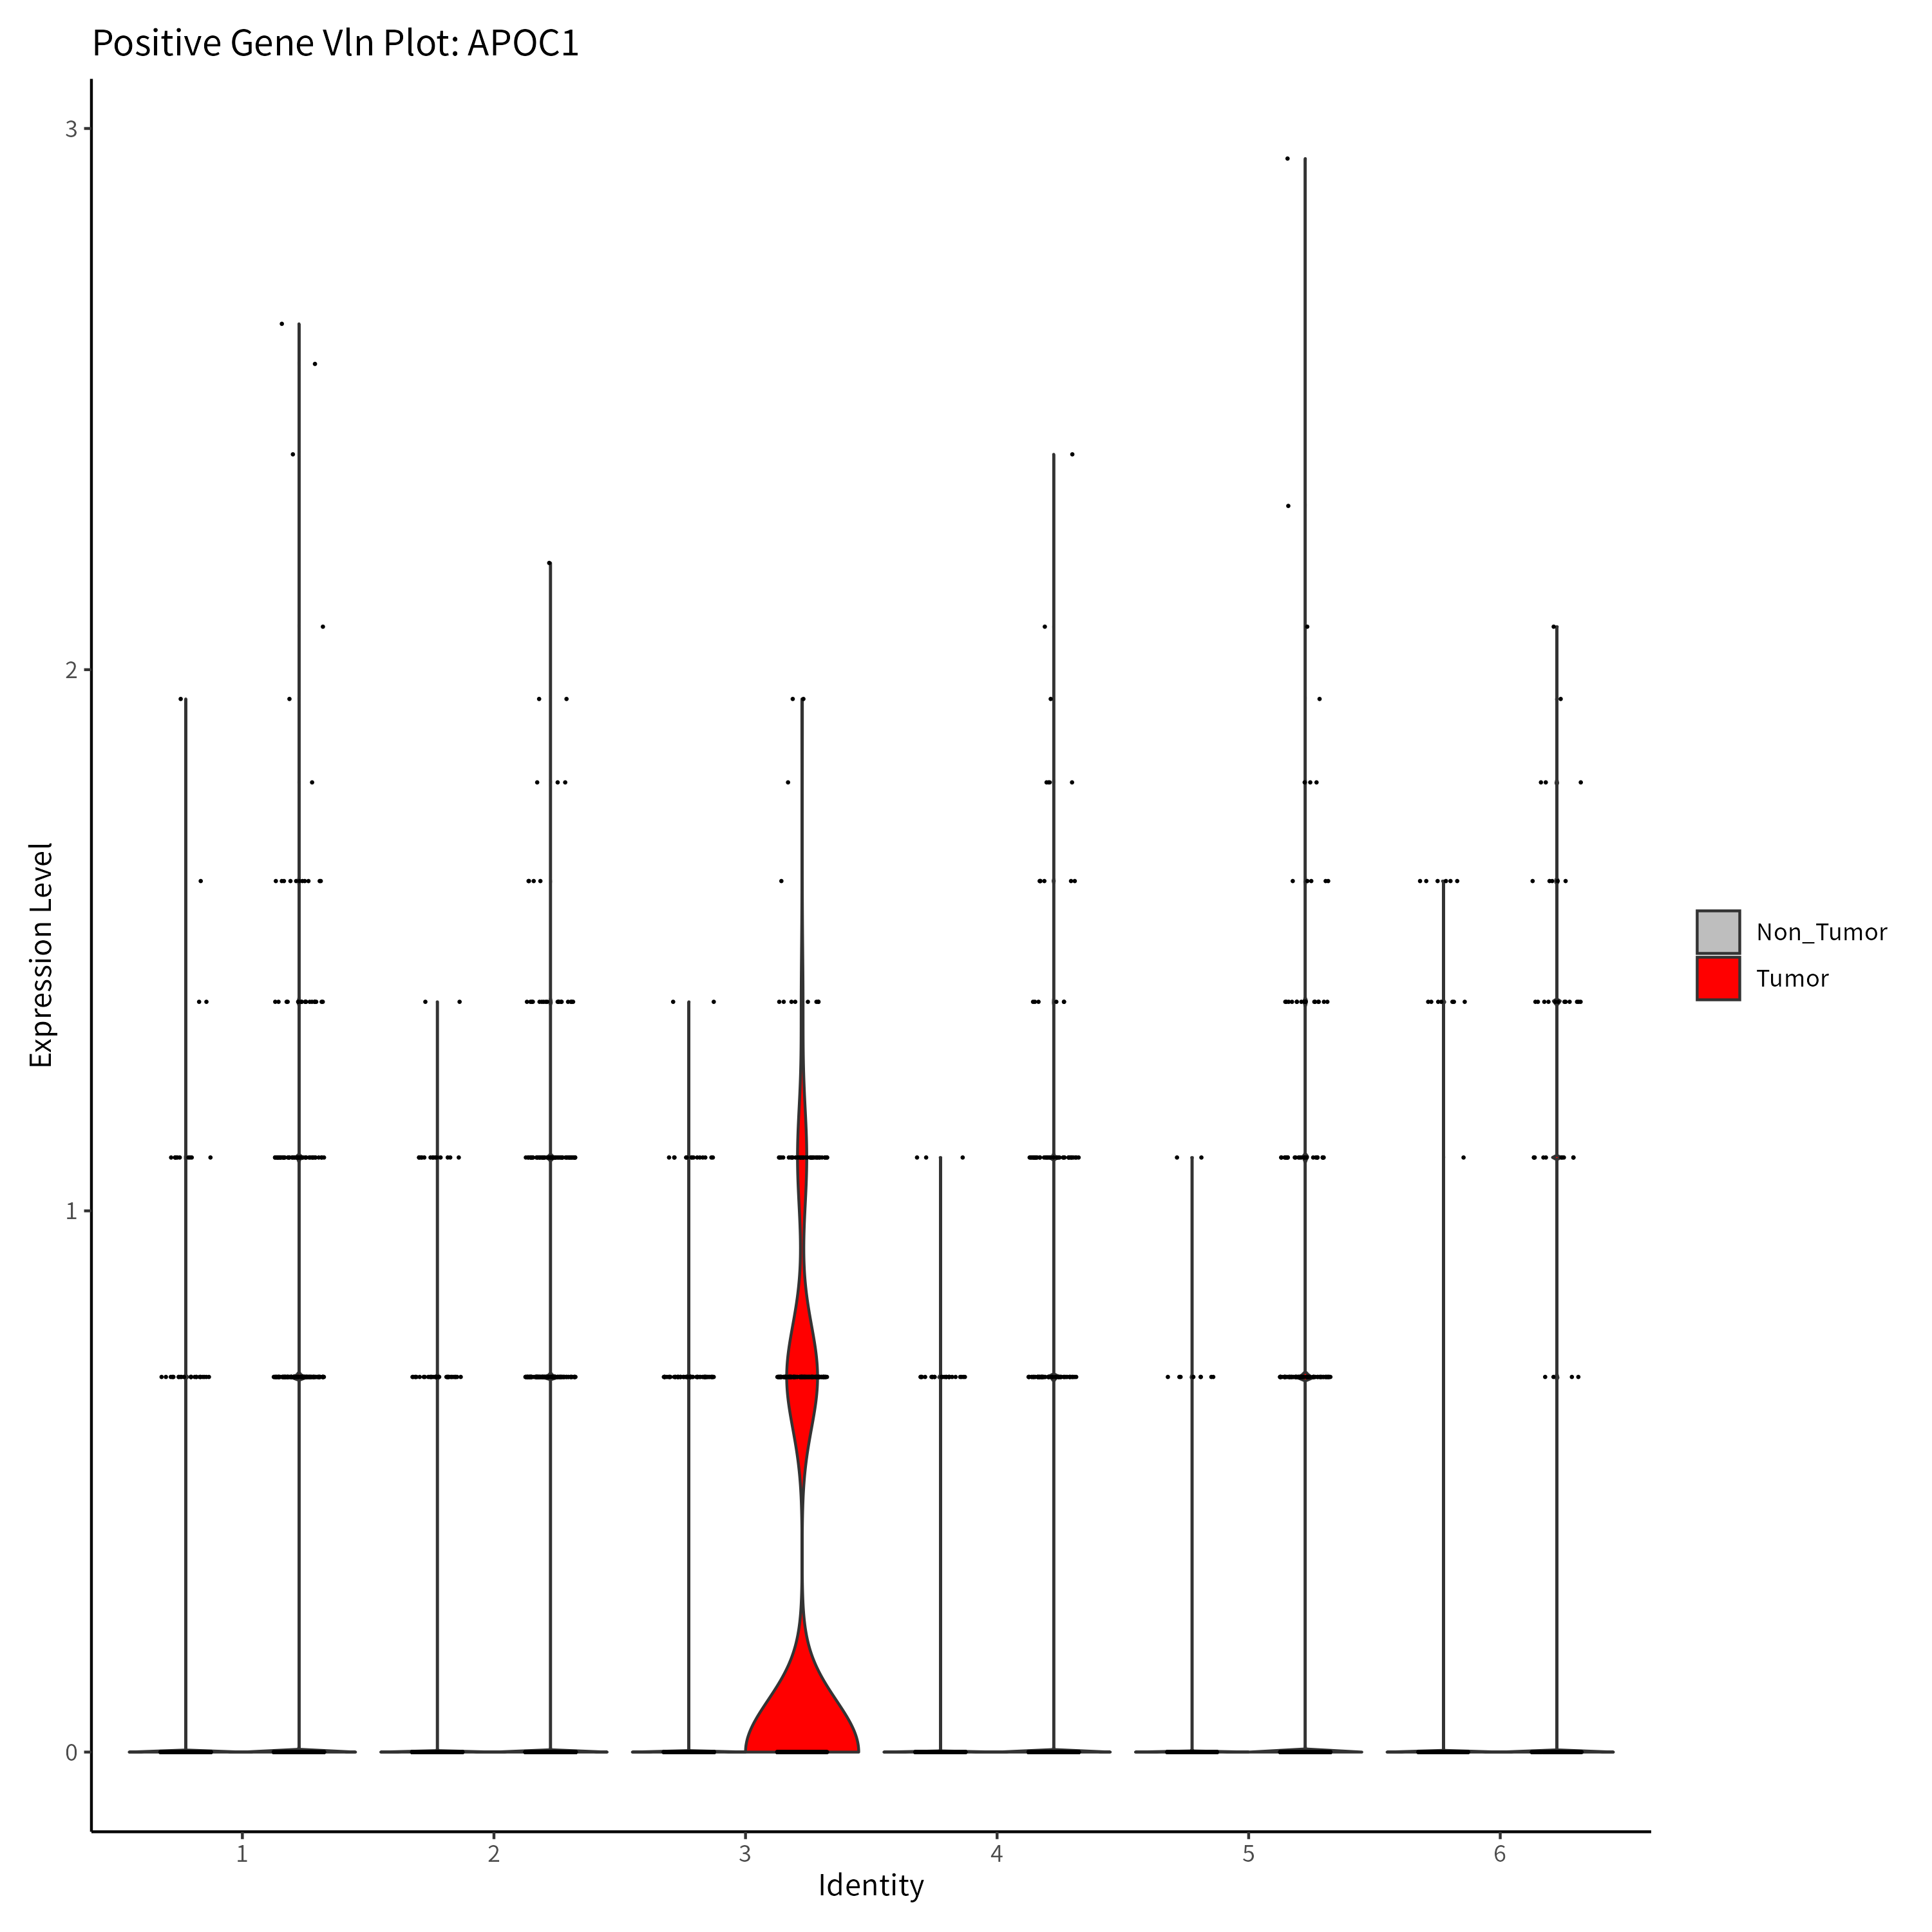 Positive Gene Vln Plot: APOC1
3
2
1
0
Expression Level
1
2
3
4
5
6
Identity
Non_Tumor
Tumor